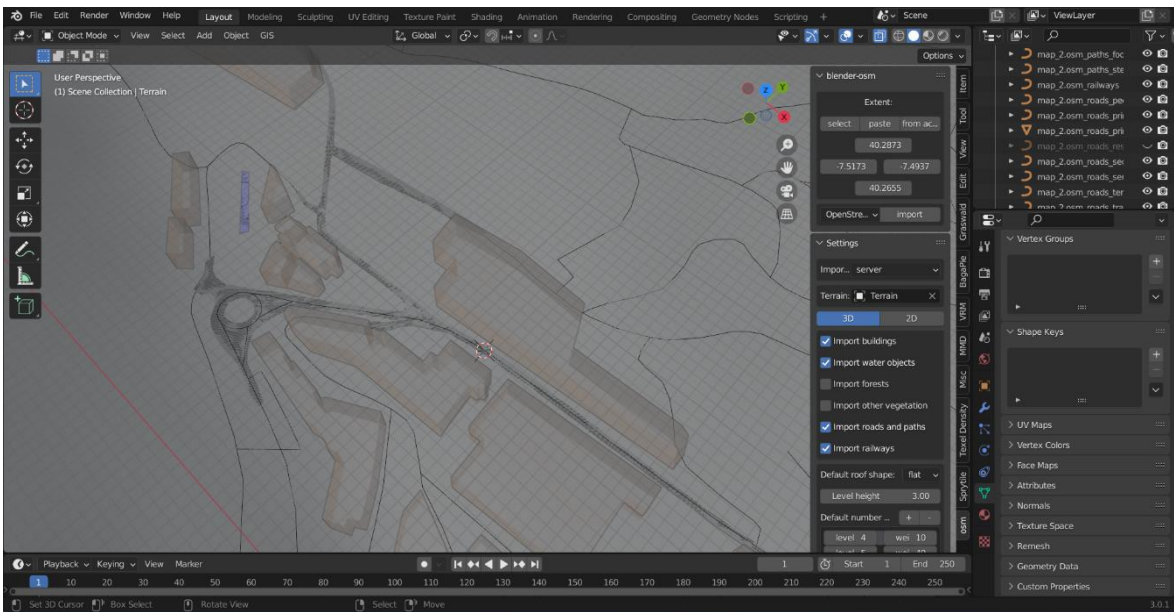 File Edit Render Window Help Layout Modeling Sculpting UV Editing Texture Paint Shading Animation Rendering Compositing Geometry Nodes Scripting + Scene ViewLayer
Object Mode View Select Add Object GIS Global
Options
User Perspective
(1) Scene Collection | Terrain
Z Y
X
blender-osm
Extent:
select paste from ac...
40.2873
-7.5173 -7.4937
40.2655
OpenStre... import
Settings
Impor... server
Terrain: Terrain
3D 2D
Import buildings
Import water objects
Import forests
Import other vegetation
Import roads and paths
Import railways
Default roof shape: flat
Level height 3.00
Default number ... + -
level 4 wei 10
Item
Tool
View
Edit
Graswald
BagaPie
VRM
MMD
Misc
Texel Density
Sprytile
osm
map_2.osm_paths_foc
map_2.osm_paths_ste
map_2.osm_railways
map_2.osm_roads_pe
map_2.osm_roads_pri
map_2.osm_roads_pri
map_2.osm_roads_res
map_2.osm_roads_sec
map_2.osm_roads_ser
map_2.osm_roads_ter
map_2.osm_roads_tra
Vertex Groups
Shape Keys
UV Maps
Vertex Colors
Face Maps
Attributes
Normals
Texture Space
Remesh
Geometry Data
Custom Properties
Playback Keying View Marker 1 Start 1 End 250
1 10 20 30 40 50 60 70 80 90 100 110 120 130 140 150 160 170 180 190 200 210 220 230 240 250
Set 3D Cursor Box Select Rotate View Select Move 3.0.1